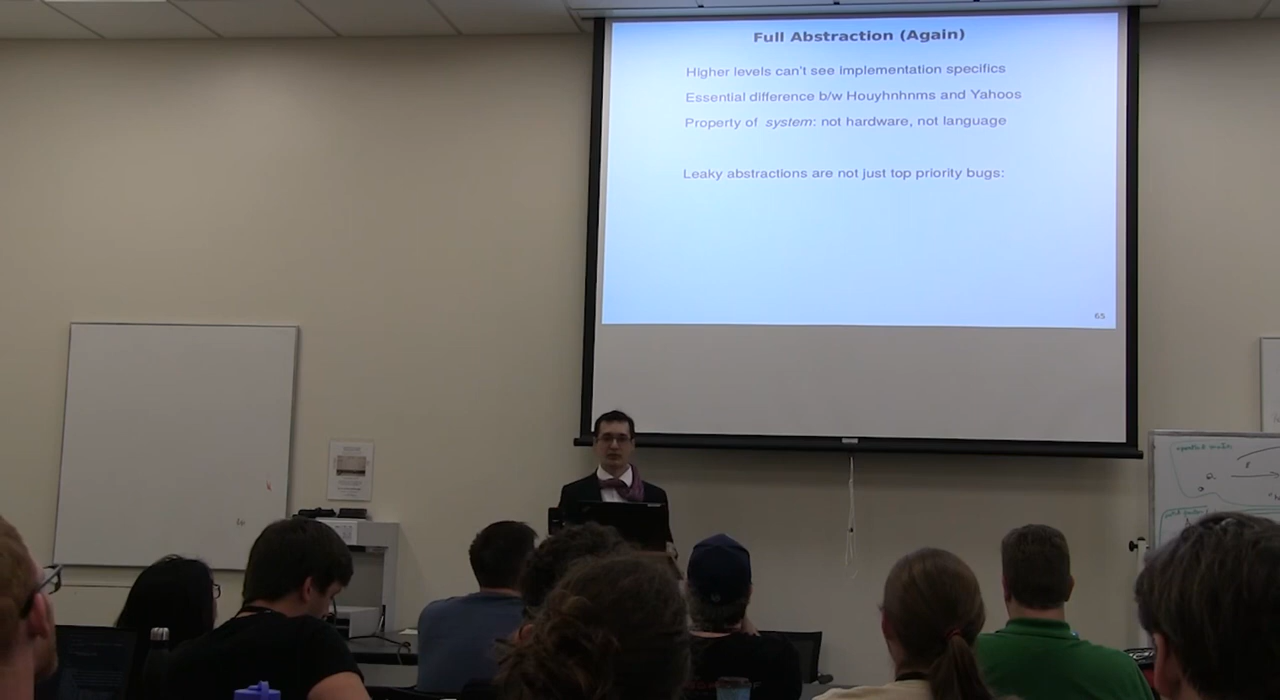 Full Abstraction (Again)
Higher levels can't see implementation specifics
Essential difference b/w Houyhnhnms and Yahoos
Property of system: not hardware, not language
Leaky abstractions are not just top priority bugs:
65